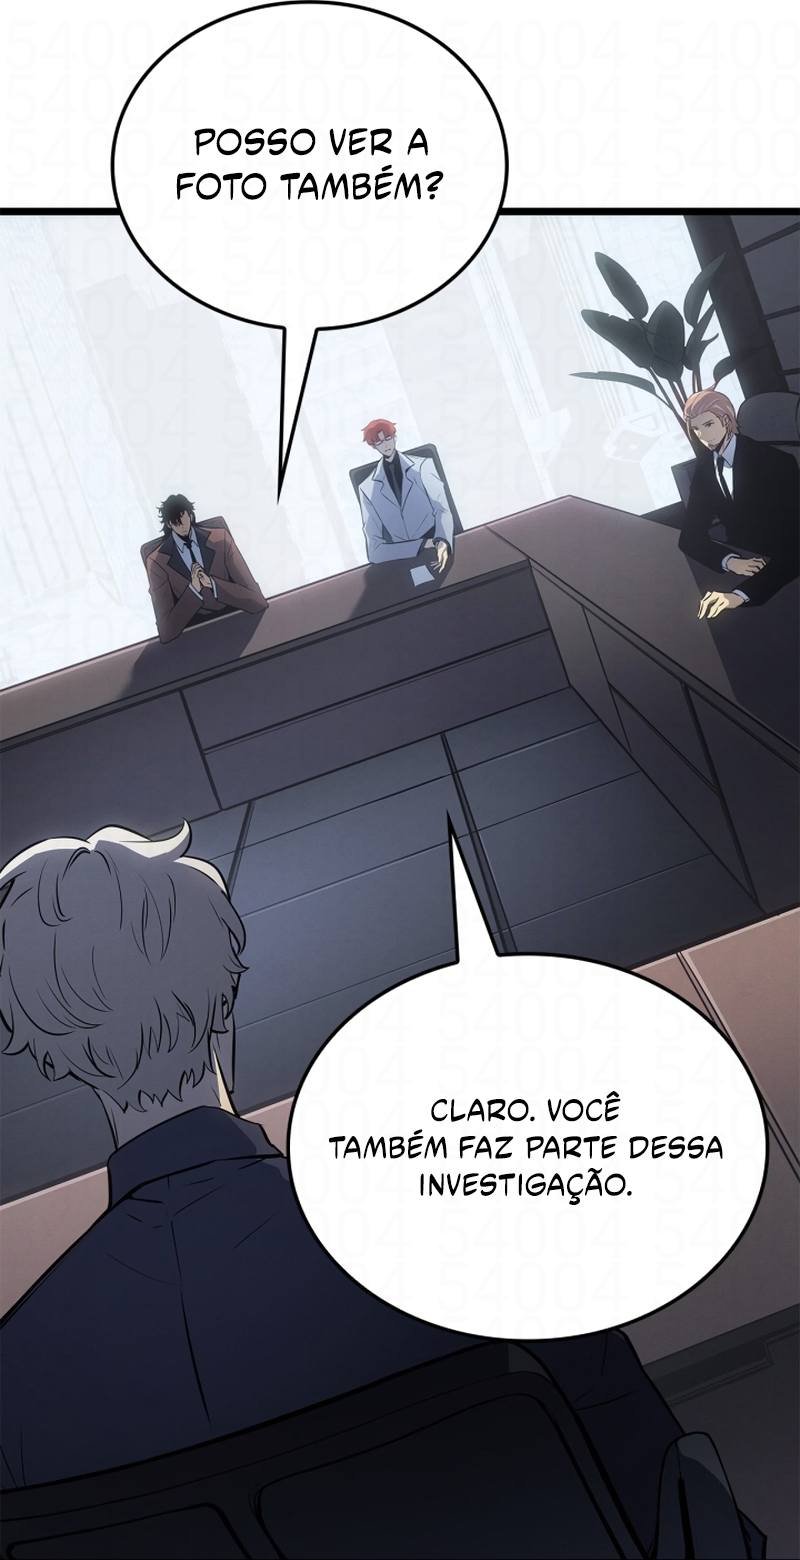 POSSO VER A
FOTO TAMBÉM?
CLARO. VOCÊ
TAMBÉM FAZ PARTE DESSA
INVESTIGAÇÃO.